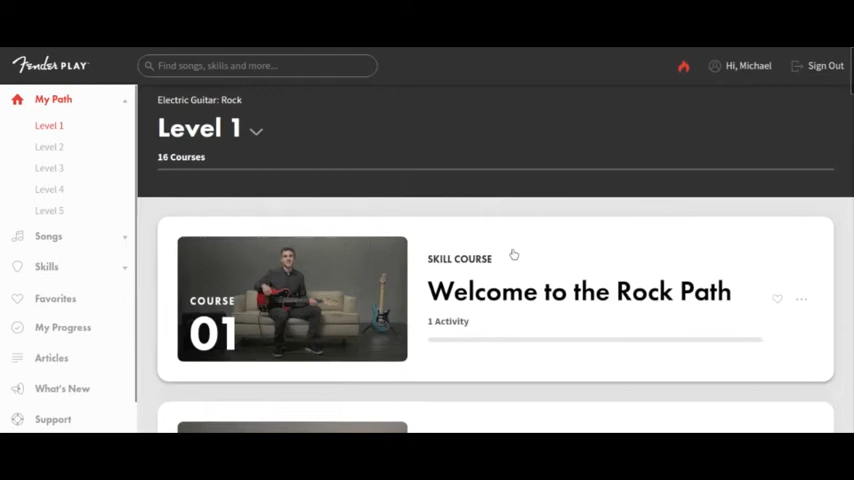 Fender PLAY
Find songs, skills and more...
Hi, Michael
Sign Out
My Path
Level 1
Level 2
Level 3
Level 4
Level 5
Songs
Skills
Favorites
My Progress
Articles
What's New
Support
Electric Guitar: Rock
Level 1
16 Courses
COURSE
01
SKILL COURSE
Welcome to the Rock Path
1 Activity